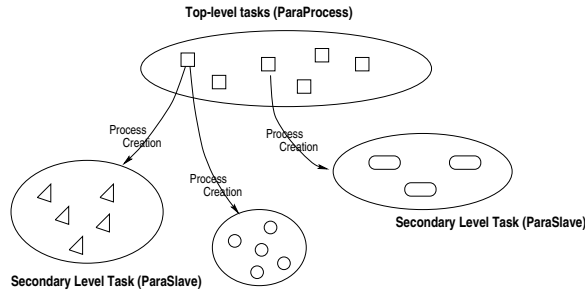 Top-level tasks (ParaProcess)
Process
Creation
Process
Creation
Process
Creation
Secondary Level Task (ParaSlave)
Secondary Level Task (ParaSlave)